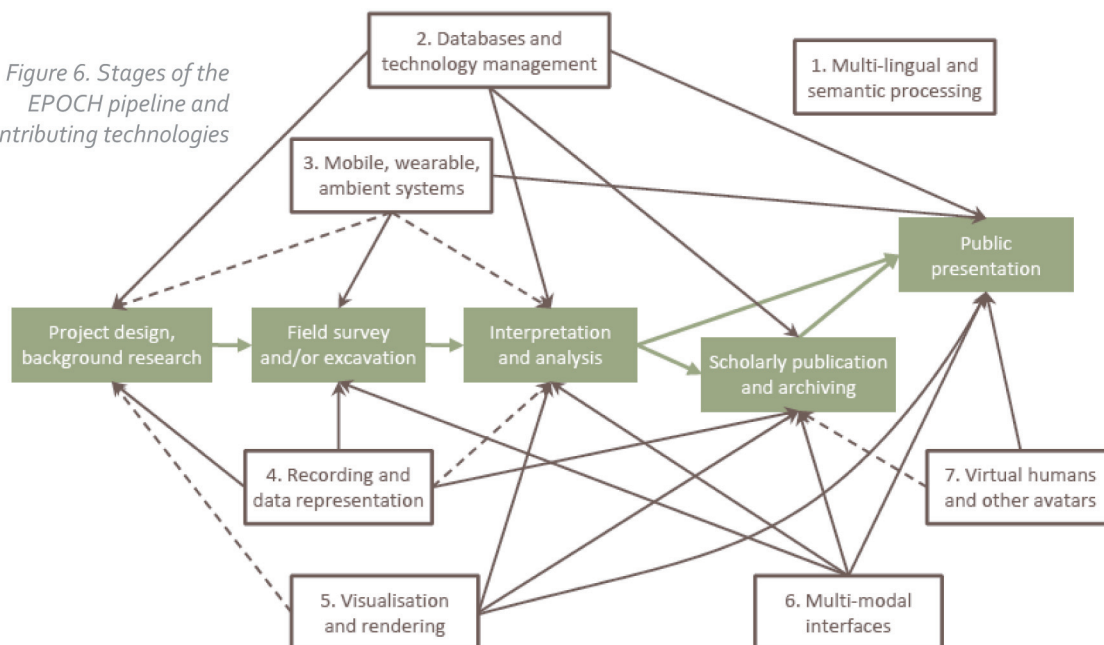 Figure 6. Stages of the
EPOCH pipeline and
ntributing technologies
2. Databases and
technology management
1. Multi-lingual and
semantic processing
3. Mobile, wearable,
ambient systems
Public
presentation
Project design,
background research
Field survey
and/or excavation
Interpretation
and analysis
Scholarly publication
and archiving
4. Recording and
data representation
7. Virtual humans
and other avatars
5. Visualisation
and rendering
6. Multi-modal
interfaces